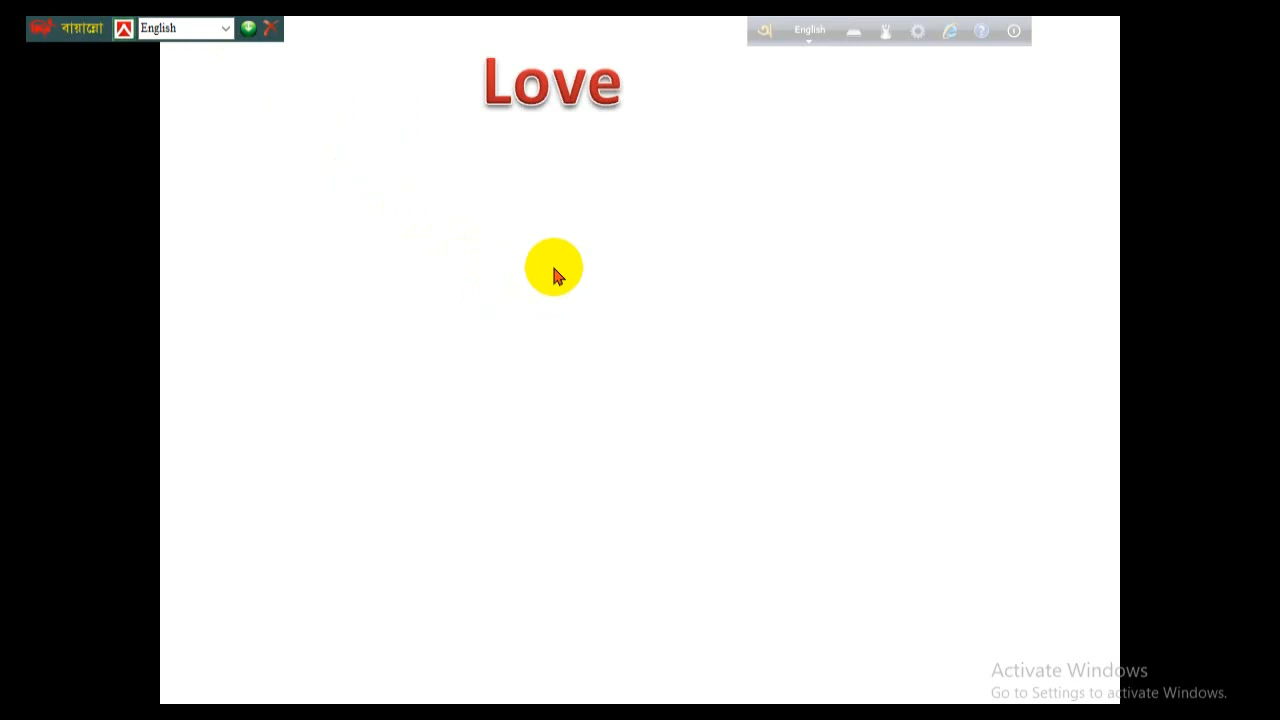 বায়ান্নো English
অ English
Love
Activate Windows
Go to Settings to activate Windows.